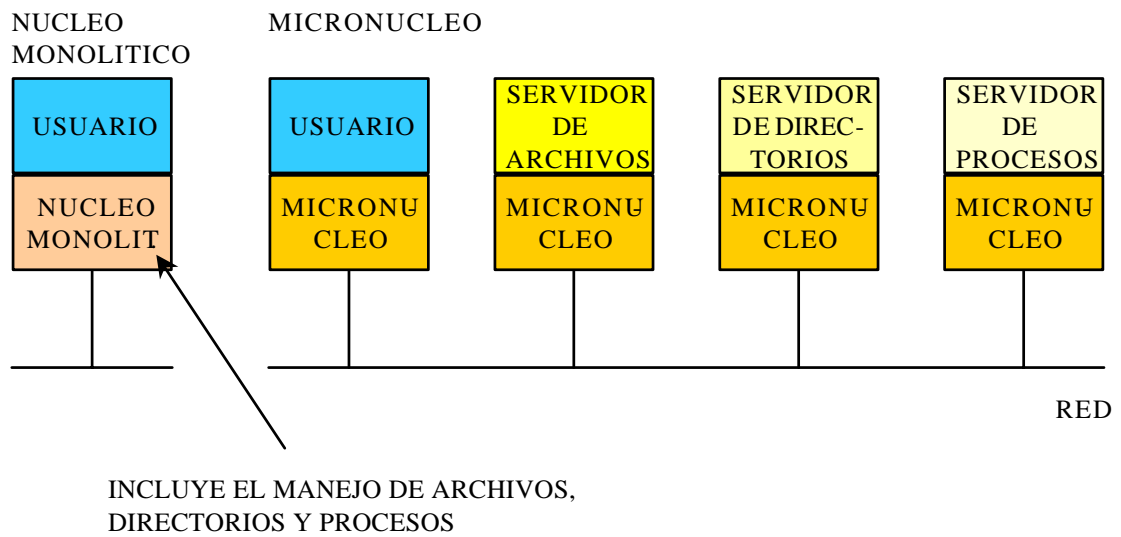 NUCLEO
MONOLITICO
MICRONUCLEO
USUARIO
NUCLEO
MONOLIT
USUARIO
MICRONU
CLEO
SERVIDOR
DE
ARCHIVOS
MICRONU
CLEO
SERVIDOR
DE DIREC-
TORIOS
MICRONU
CLEO
SERVIDOR
DE
PROCESOS
MICRONU
CLEO
RED
INCLUYE EL MANEJO DE ARCHIVOS,
DIRECTORIOS Y PROCESOS